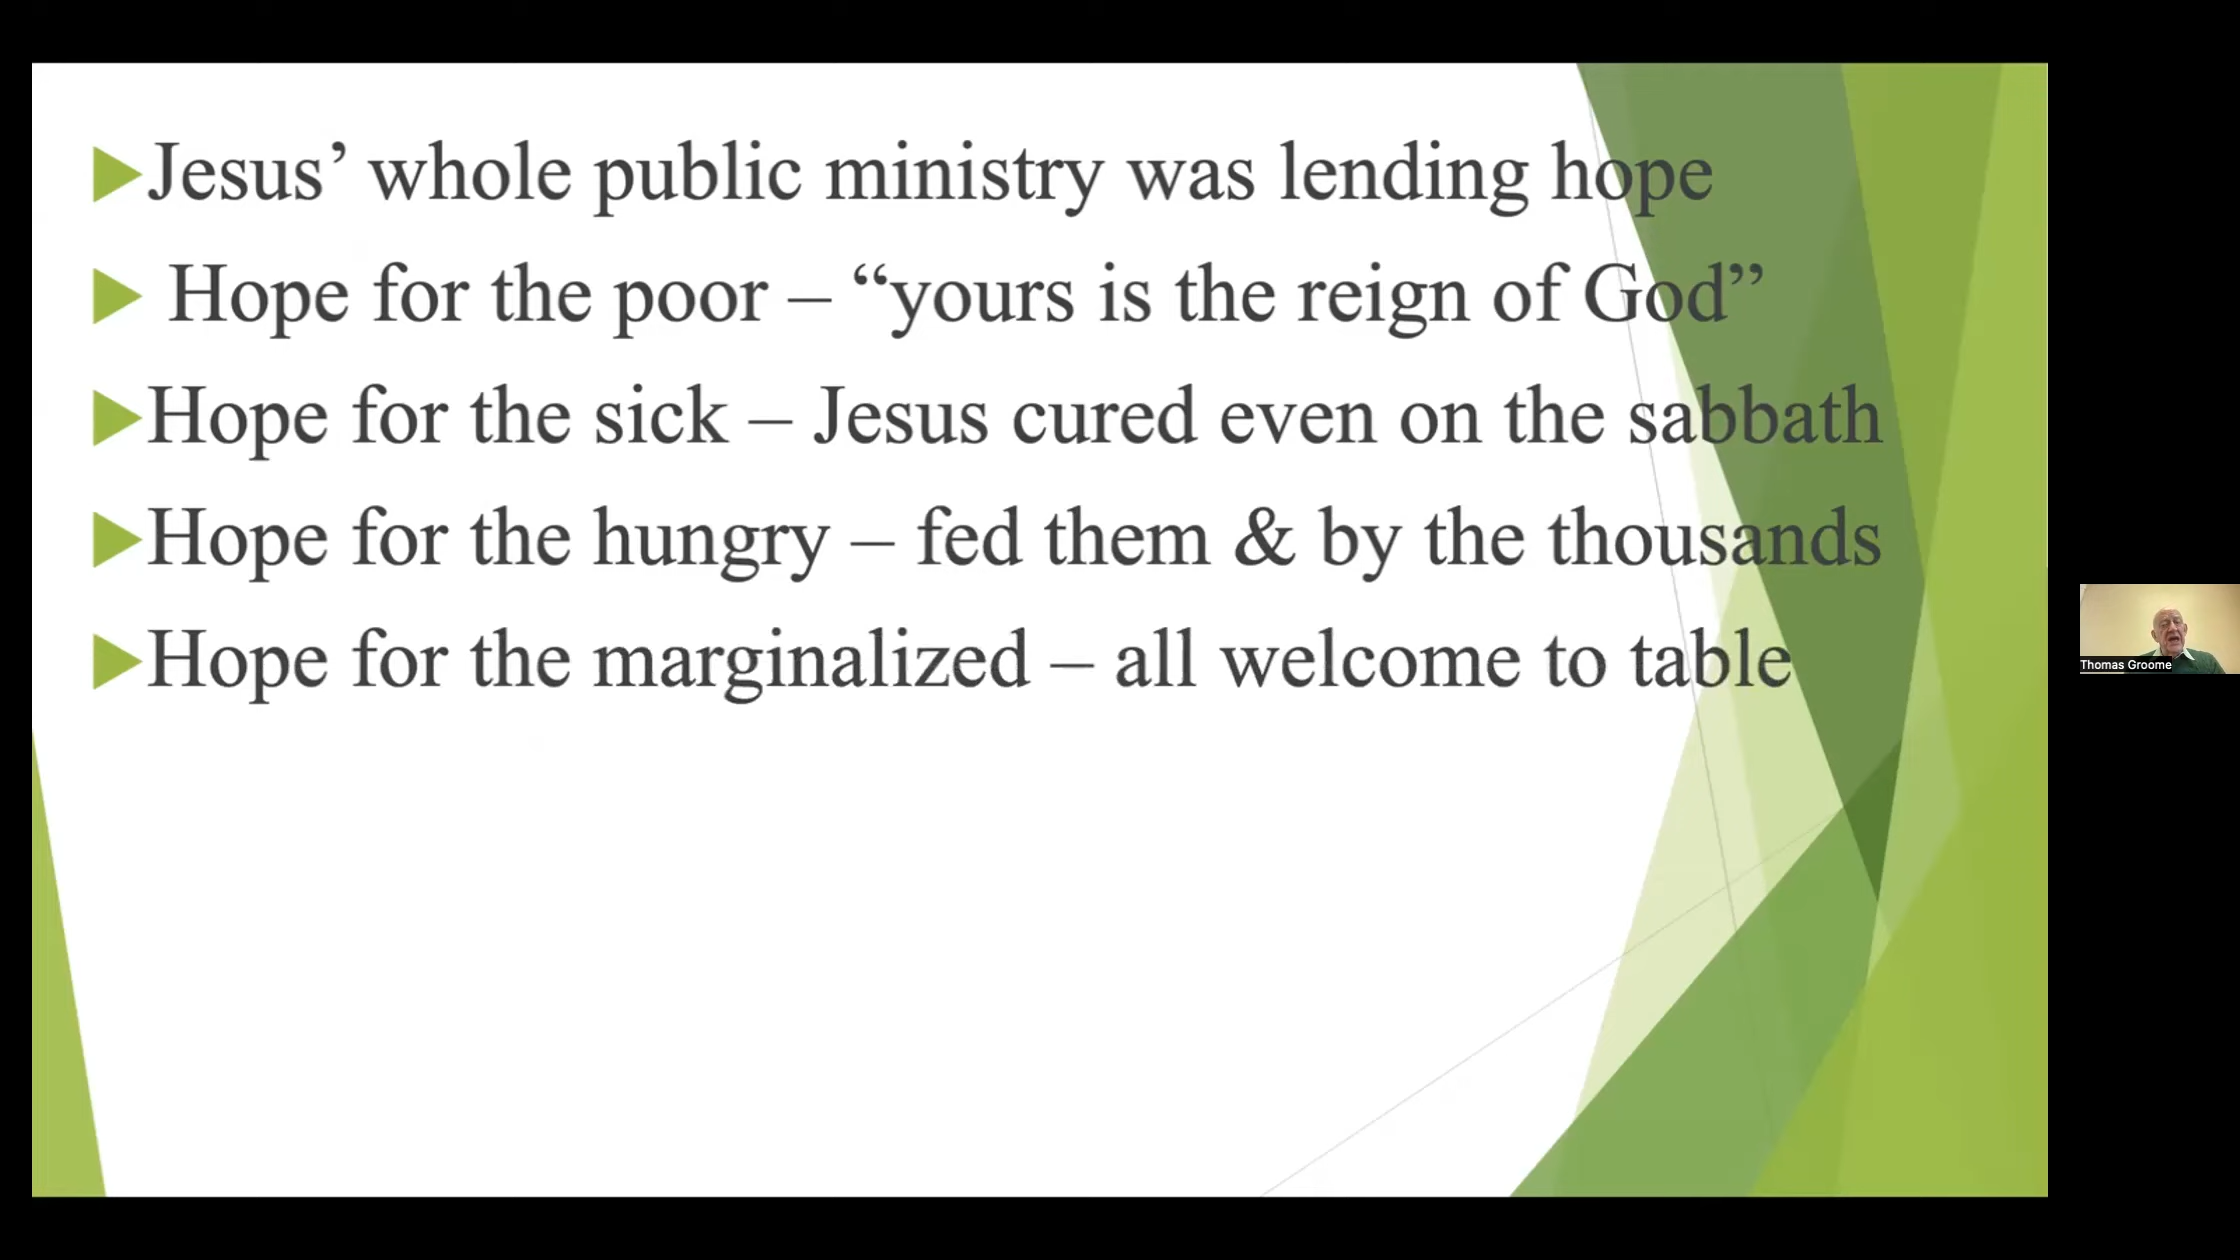 Jesus’ whole public ministry was lending hope
Hope for the poor – “yours is the reign of God”
Hope for the sick – Jesus cured even on the sabbath
Hope for the hungry – fed them & by the thousands
Hope for the marginalized – all welcome to table
Thomas Groome